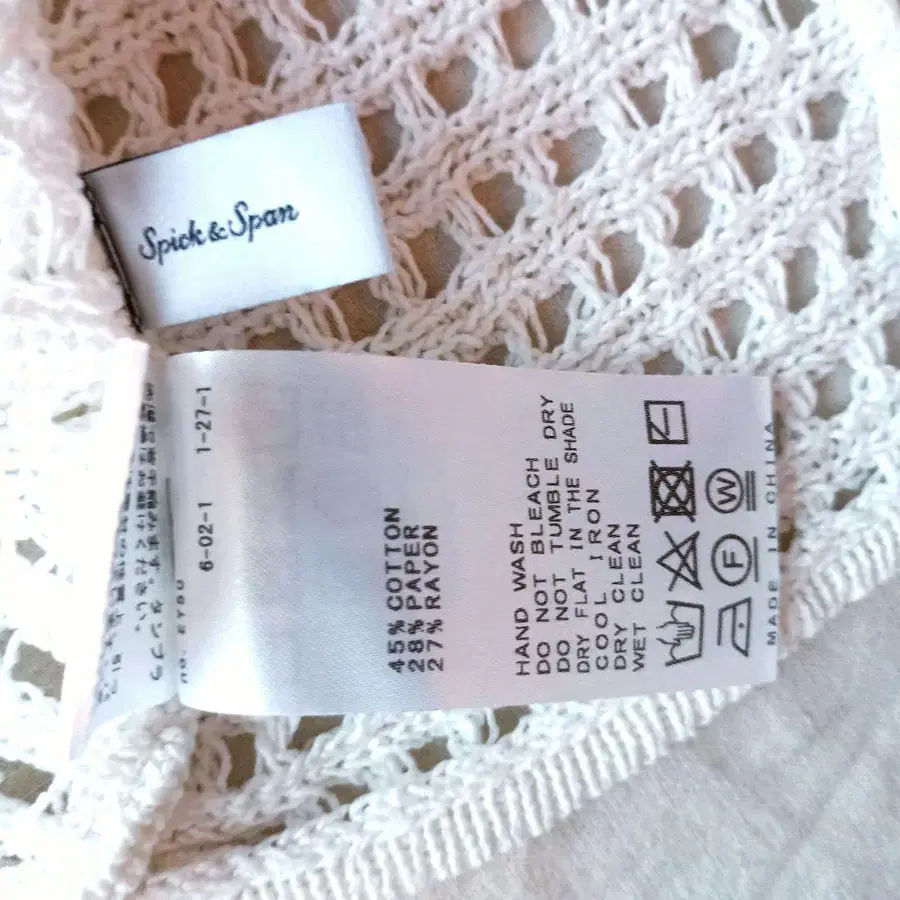 Spick & Span
6-02-1 1-27-1
45% COTTON
28% PAPER
27% RAYON
HAND WASH
DO NOT BLEACH
DO NOT TUMBLE DRY
DRY FLAT IN THE SHADE
COOL IRON
DRY CLEAN
WET CLEAN
F W
MADE IN CHINA